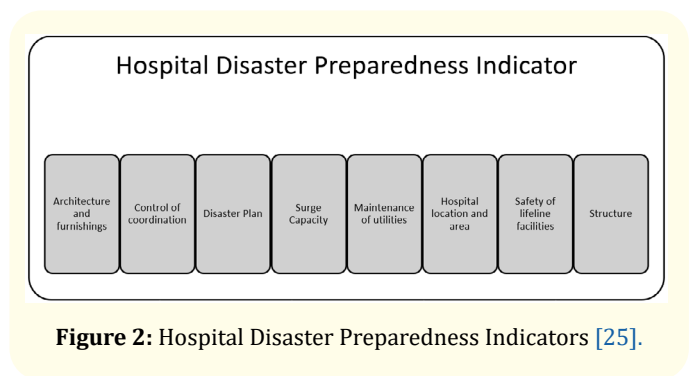 Hospital Disaster Preparedness Indicator
Architecture
and
furnishings
Control of
coordination
Disaster Plan
Surge
Capacity
Maintenance
of utilities
Hospital
location and
area
Safety of
lifeline
facilities
Structure
Figure 2: Hospital Disaster Preparedness Indicators [25].